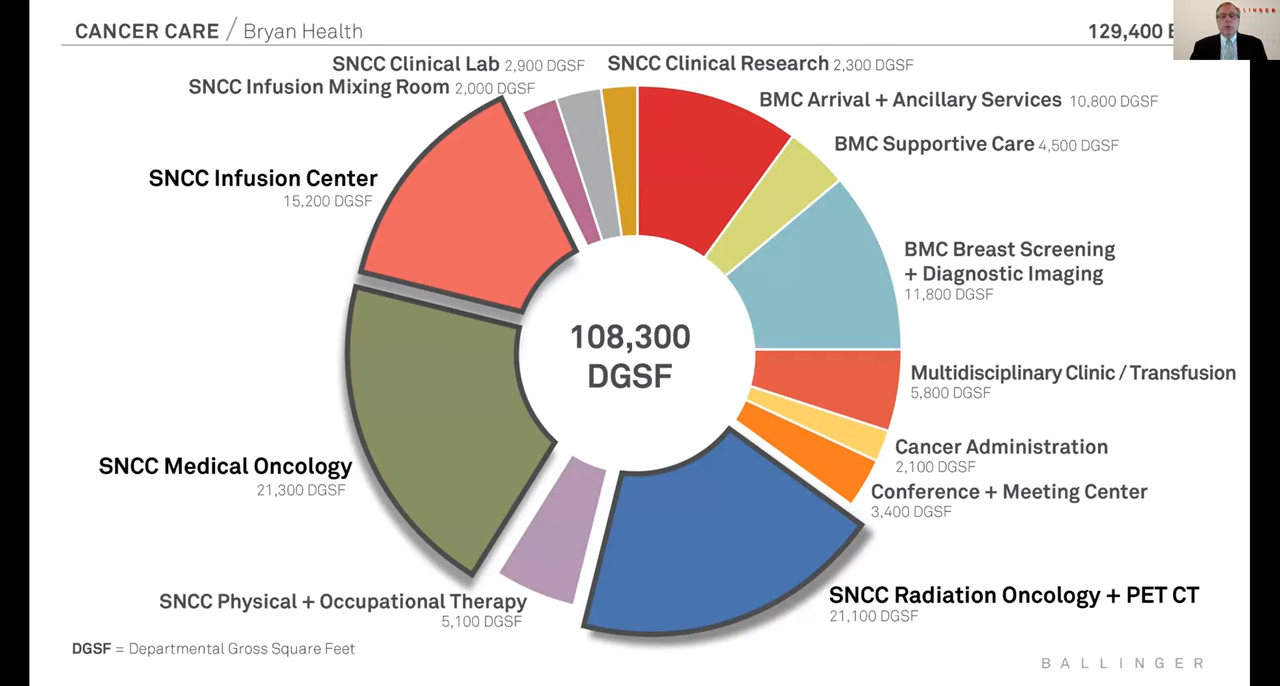 CANCER CARE / Bryan Health
129,400
SNCC Clinical Lab 2,900 DGSF
SNCC Clinical Research 2,300 DGSF
SNCC Infusion Mixing Room 2,000 DGSF
BMC Arrival + Ancillary Services 10,800 DGSF
BMC Supportive Care 4,500 DGSF
SNCC Infusion Center
15,200 DGSF
BMC Breast Screening
+ Diagnostic Imaging
11,800 DGSF
108,300
DGSF
Multidisciplinary Clinic / Transfusion
5,800 DGSF
Cancer Administration
2,100 DGSF
SNCC Medical Oncology
21,300 DGSF
Conference + Meeting Center
3,400 DGSF
SNCC Radiation Oncology + PET CT
21,100 DGSF
SNCC Physical + Occupational Therapy
5,100 DGSF
DGSF = Departmental Gross Square Feet
BALLINGER